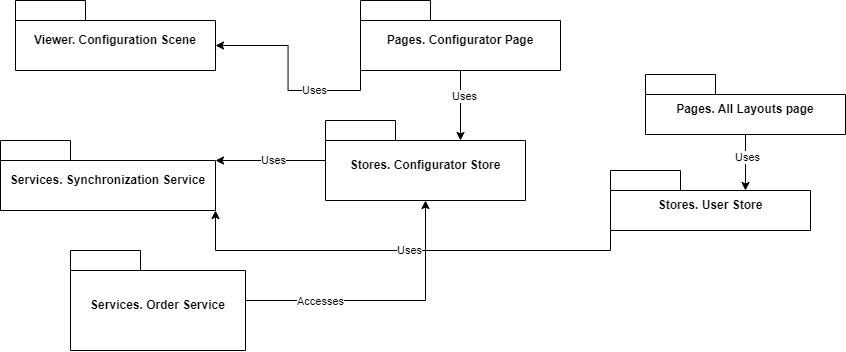 Viewer. Configuration Scene
Pages. Configurator Page
Uses
Uses
Pages. All Layouts page
Uses
Services. Synchronization Service
Uses
Stores. Configurator Store
Stores. User Store
Uses
Services. Order Service
Accesses